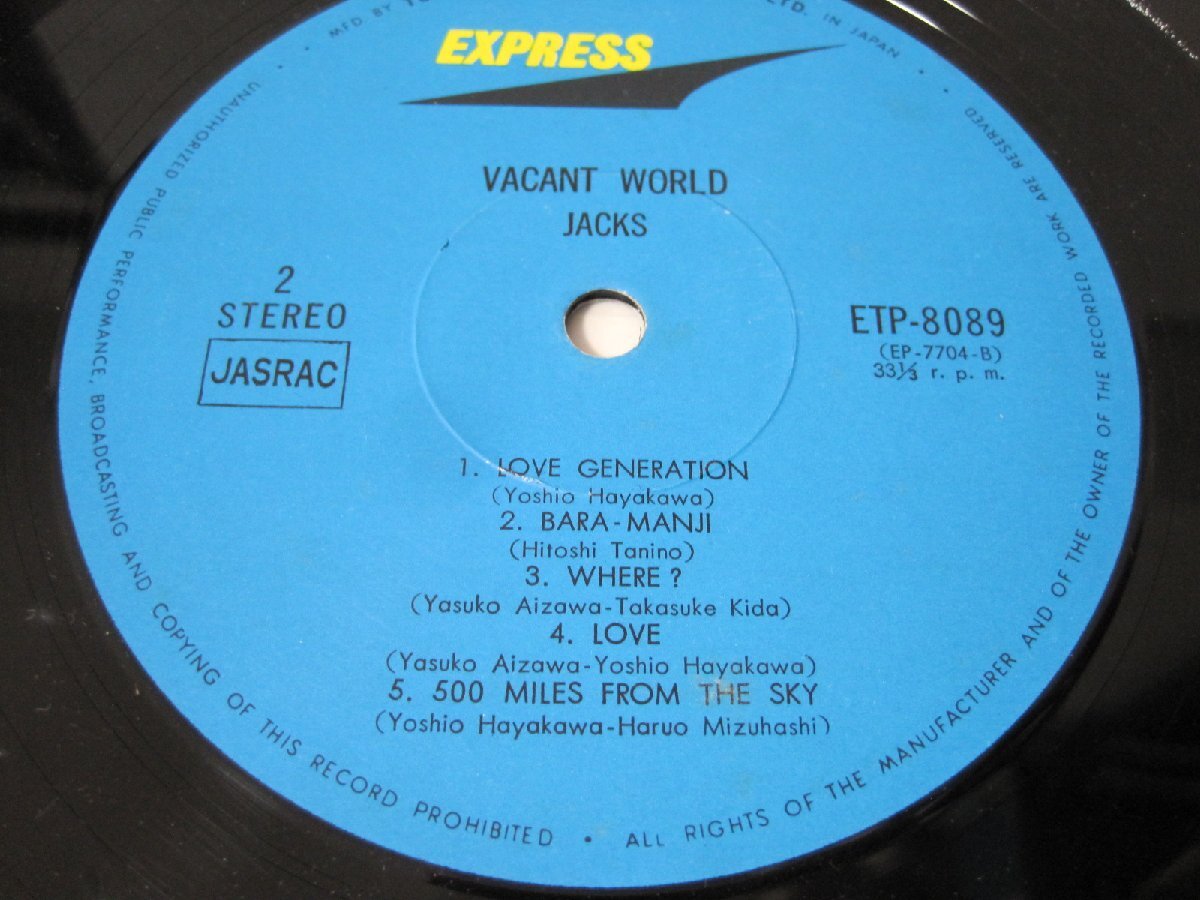 EXPRESS
VACANT WORLD
JACKS
2
STEREO
JASRAC
ETP-8089
(EP-7704-B)
33⅓ r. p. m.
1. LOVE GENERATION
(Yoshio Hayakawa)
2. BARA-MANJI
(Hitoshi Tanino)
3. WHERE?
(Yasuko Aizawa-Takasuke Kida)
4. LOVE
(Yasuko Aizawa-Yoshio Hayakawa)
5. 500 MILES FROM THE SKY
(Yoshio Hayakawa-Haruo Mizuhashi)
MFD BY LTD. IN JAPAN • ALL RIGHTS OF THE MANUFACTURER AND OF THE OWNER OF THE RECORDED WORK ARE RESERVED •
UNAUTHORIZED PUBLIC PERFORMANCE, BROADCASTING AND COPYING OF THIS RECORD PROHIBITED •